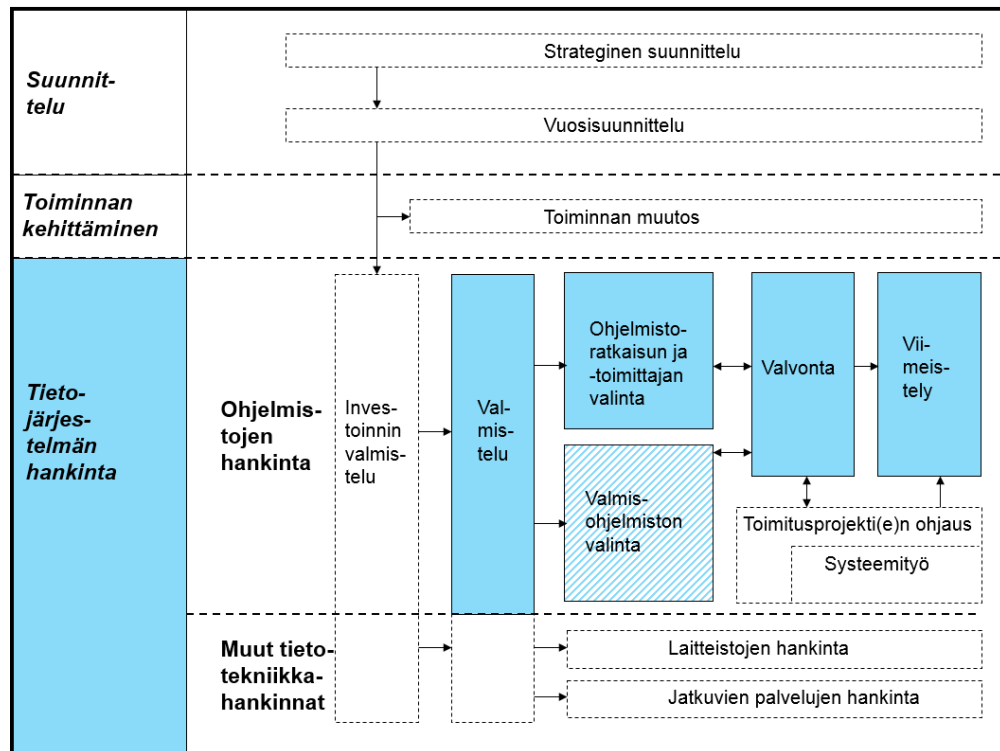 Suunnit-
telu
Strateginen suunnittelu
Vuosisuunnittelu
Toiminnan
kehittäminen
Toiminnan muutos
Tieto-
järjes-
telmän
hankinta
Ohjelmis-
tojen
hankinta
Inves-
toinnin
valmis-
telu
Val-
mis-
telu
Ohjelmisto-
ratkaisun ja
-toimittajan
valinta
Valmis-
ohjelmiston
valinta
Valvonta
Vii-
meis-
tely
Toimitusprojekti(e)n ohjaus
Systeemityö
Muut tieto-
tekniikka-
hankinnat
Laitteistojen hankinta
Jatkuvien palvelujen hankinta